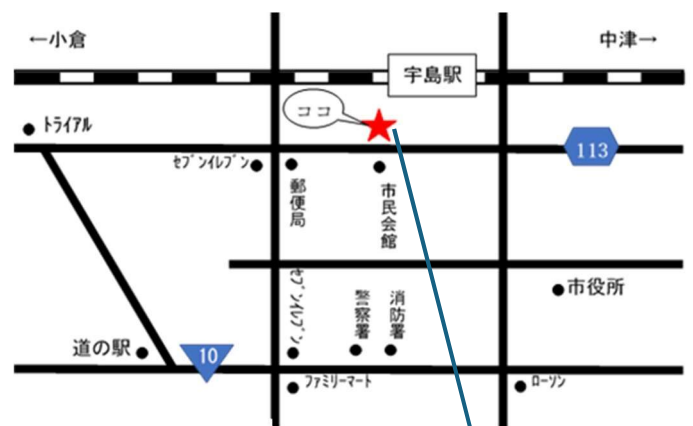 ←小倉
中津→
宇島駅
ココ
トライアル
113
セブンイレブン
郵便局
市民会館
セブンイレブン
警察署
消防署
市役所
道の駅
10
ファミリーマート
ローソン